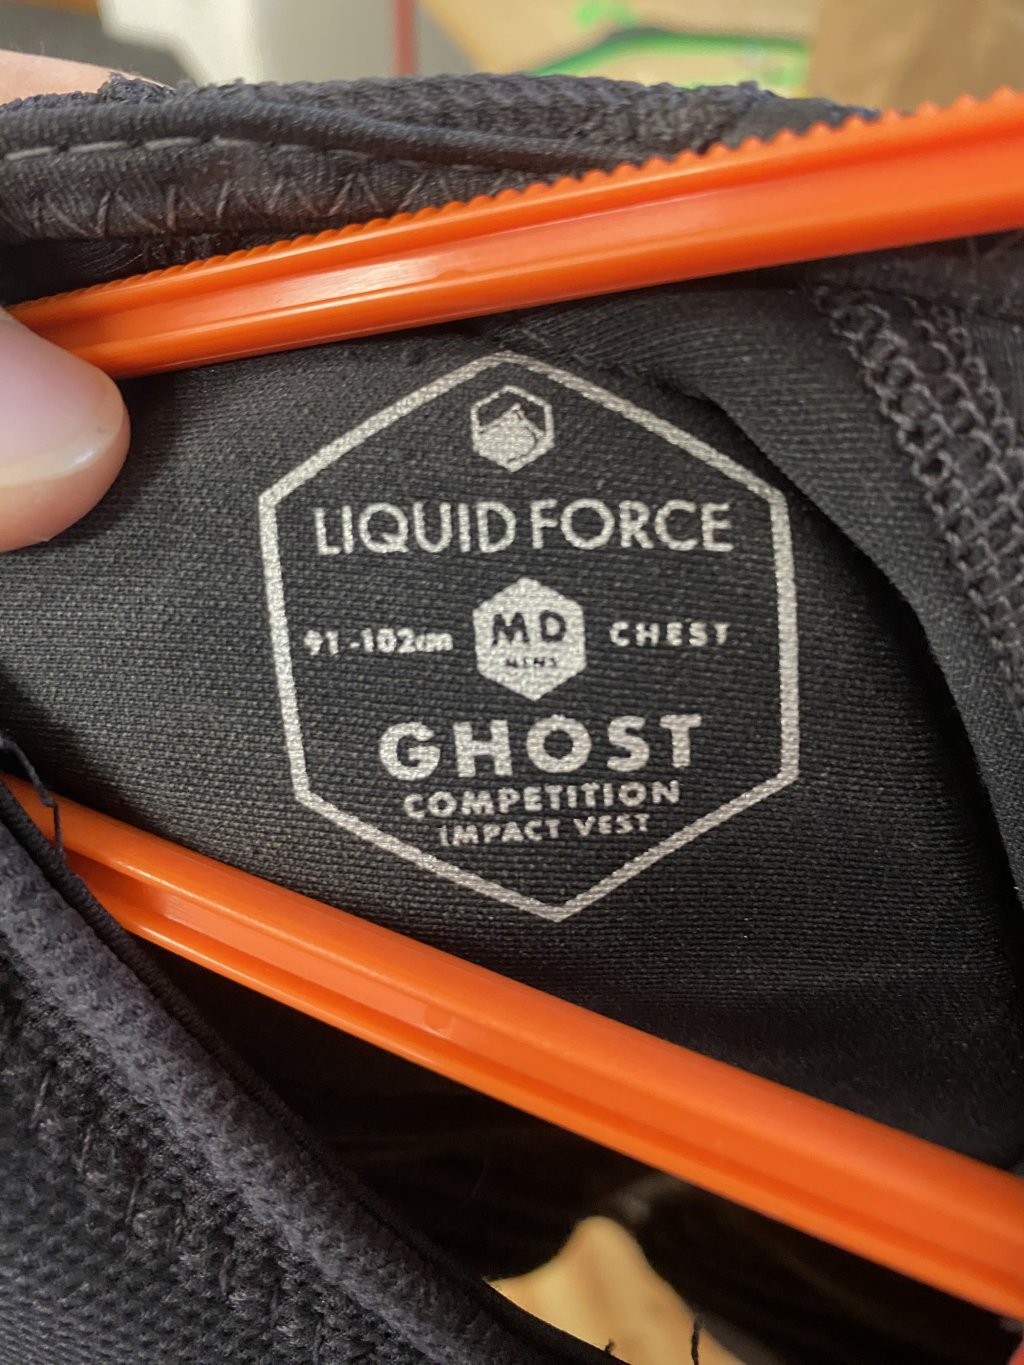 LIQUID FORCE
91-102cm MD CHEST
MENS
GHOST
COMPETITION
IMPACT VEST